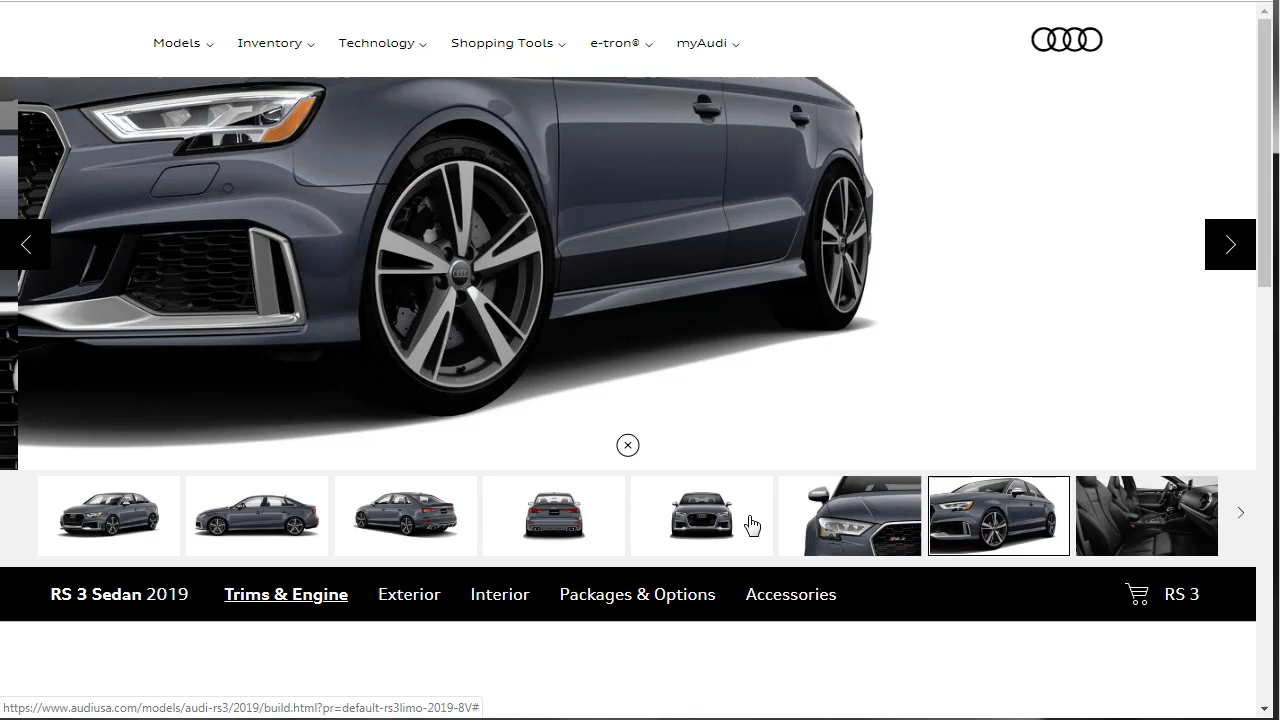 Models Inventory Technology Shopping Tools e-tron® myAudi
RS 3 Sedan 2019 Trims & Engine Exterior Interior Packages & Options Accessories RS 3
https://www.audiusa.com/models/audi-rs3/2019/build.html?pr=default-rs3limo-2019-8V#